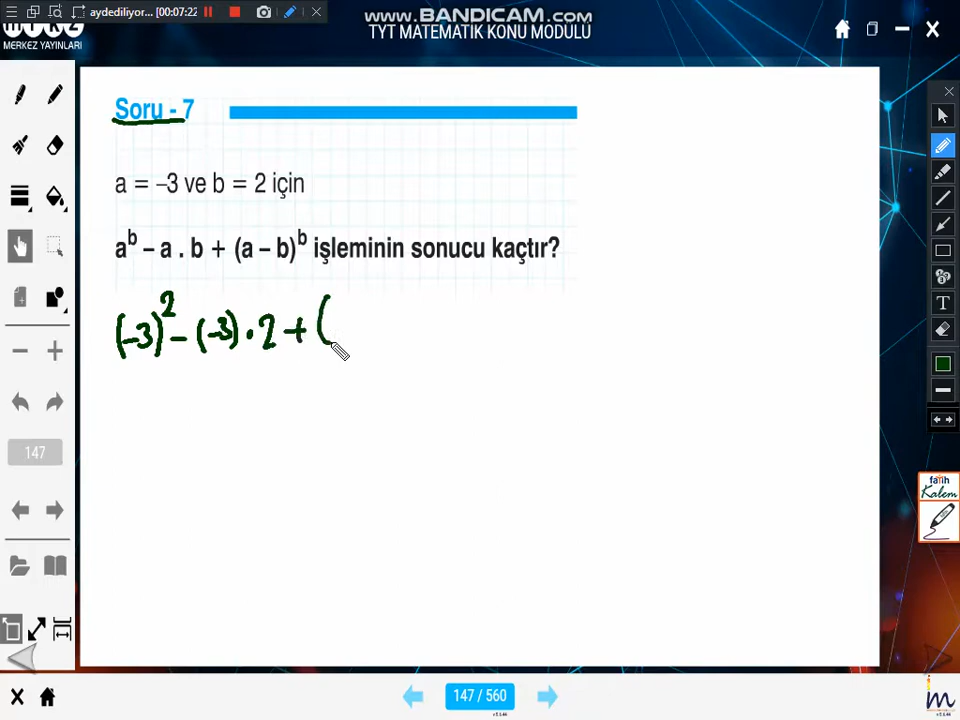 aydediliyor... [00:07:22]
WWW.BANDICAM.COM
MERKEZ YAYINLARI
TYT MATEMATİK KONU MODÜLÜ
Soru - 7
a = –3 ve b = 2 için
a^b – a . b + (a – b)^b işleminin sonucu kaçtır?
(-3)^2 - (-3) . 2 + (
147
T
fatih
Kalem
147 / 560
im